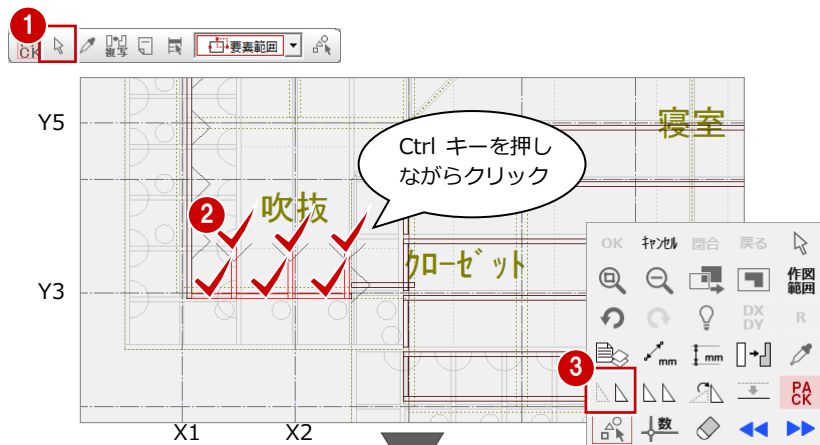 1
CK
複写
要素範囲
Y5
寝室
Ctrl キーを押し
ながらクリック
2
吹抜
クローゼット
Y3
OK キャンセル 閉合 戻る
作図
範囲
DX
DY
R
mm
mm
3
PA
CK
数
X1
X2